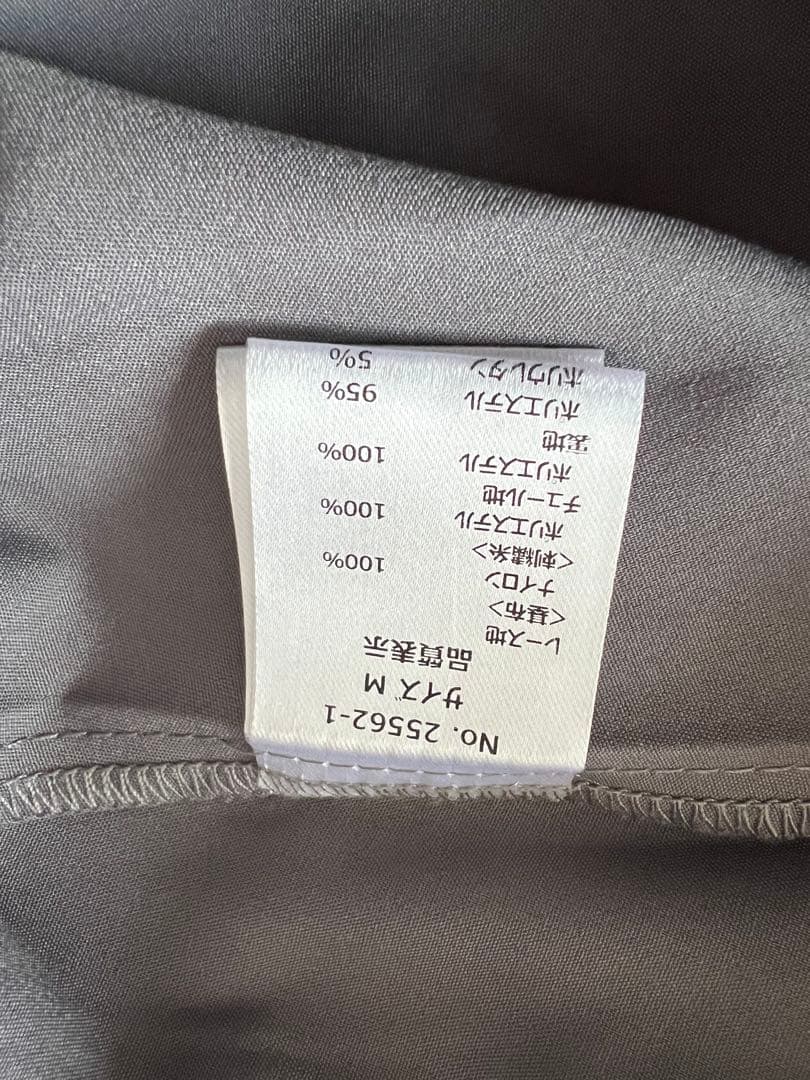 No. 25562-1
サイズ M
品質表示
レース地
<基布>
ナイロン 100%
<刺繍糸>
ポリエステル 100%
チュール地
ポリエステル 100%
裏地
ポリエステル 95%
ポリウレタン 5%